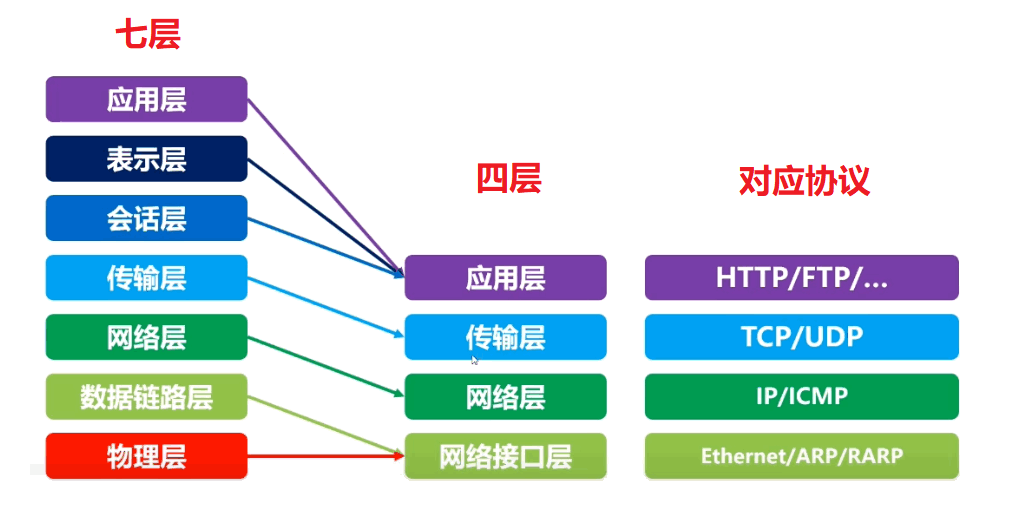 七层
应用层
表示层
会话层
传输层
网络层
数据链路层
物理层
四层
应用层
传输层
网络层
网络接口层
对应协议
HTTP/FTP/...
TCP/UDP
IP/ICMP
Ethernet/ARP/RARP